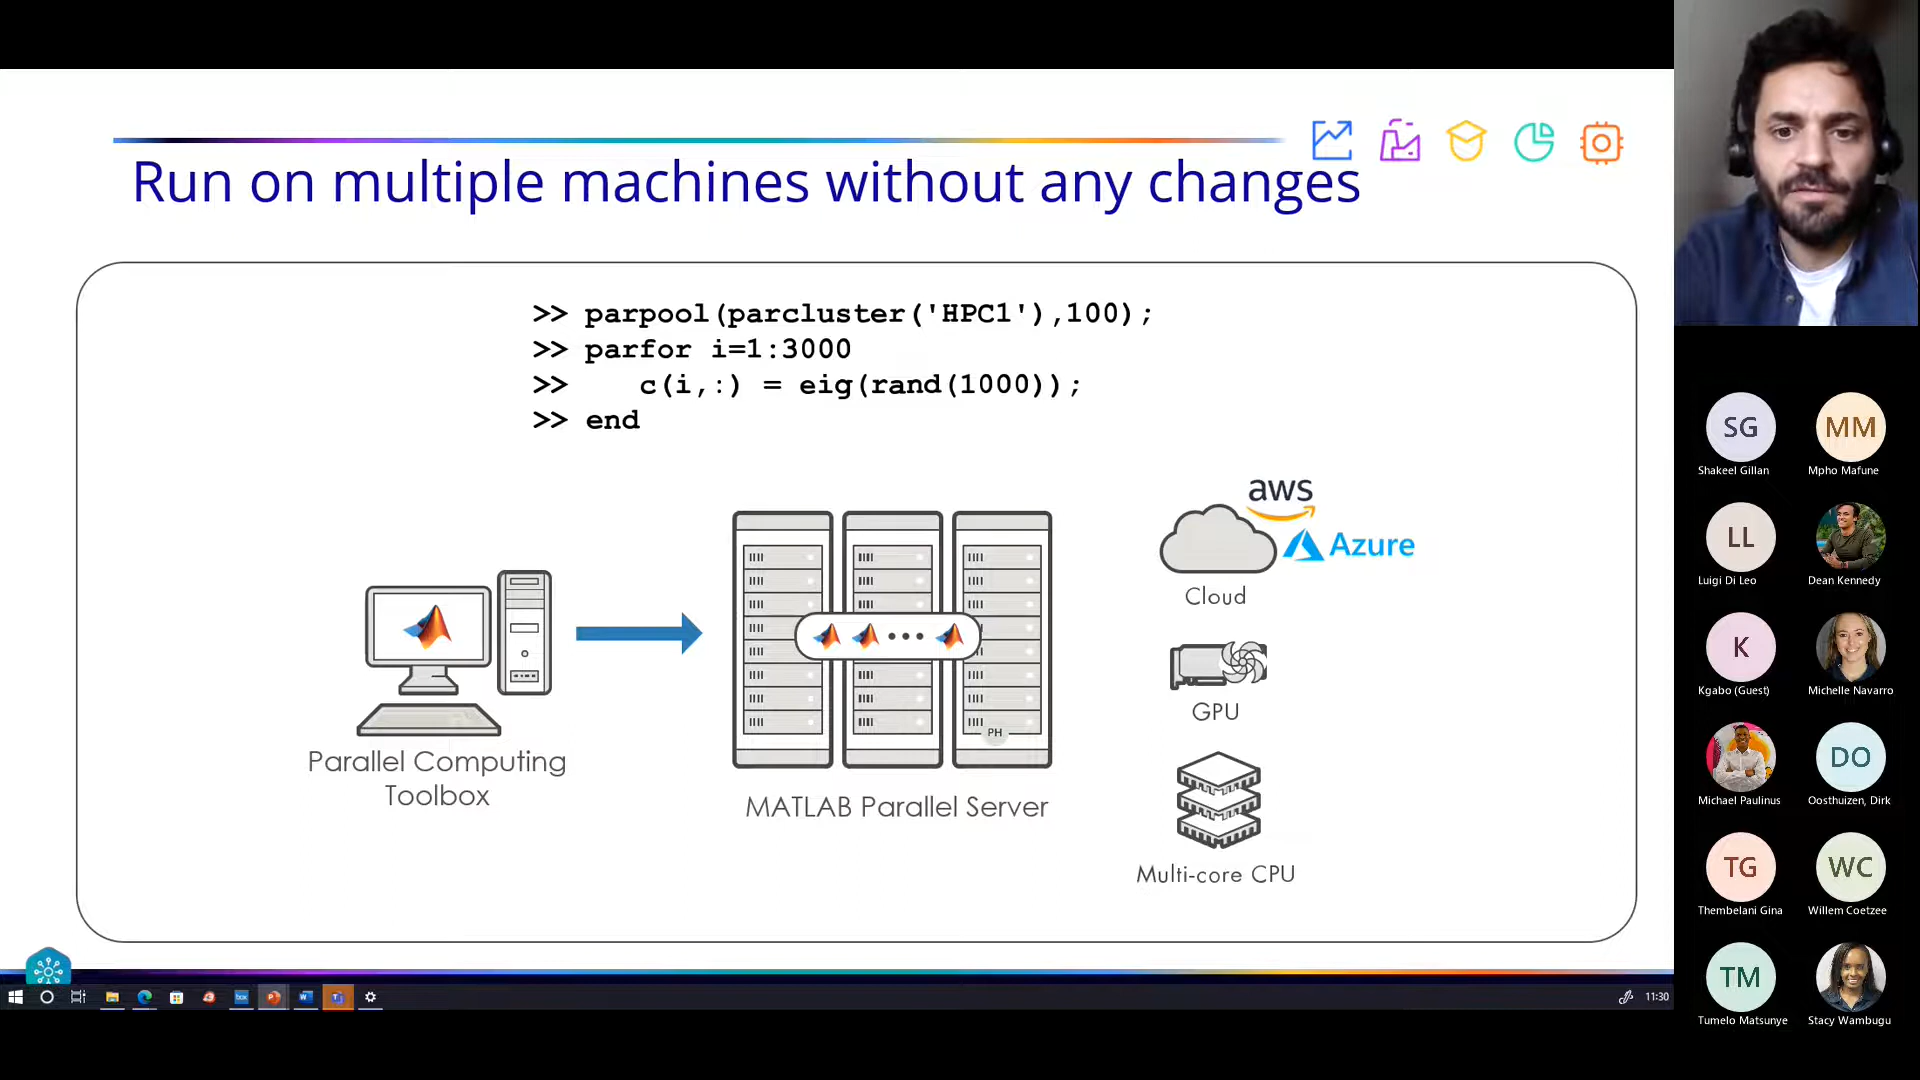 Run on multiple machines without any changes
>> parpool(parcluster('HPC1'),100);
>> parfor i=1:3000
>> c(i,:) = eig(rand(1000));
>> end
aws
Azure
Cloud
GPU
PH
Parallel Computing
Toolbox
MATLAB Parallel Server
Multi-core CPU
box
11:30
SG
Shakeel Gillan
MM
Mpho Mafune
LL
Luigi Di Leo
Dean Kennedy
K
Kgabo (Guest)
Michelle Navarro
Michael Paulinus
DO
Oosthuizen, Dirk
TG
Thembelani Gina
WC
Willem Coetzee
TM
Tumelo Matsunye
Stacy Wambugu